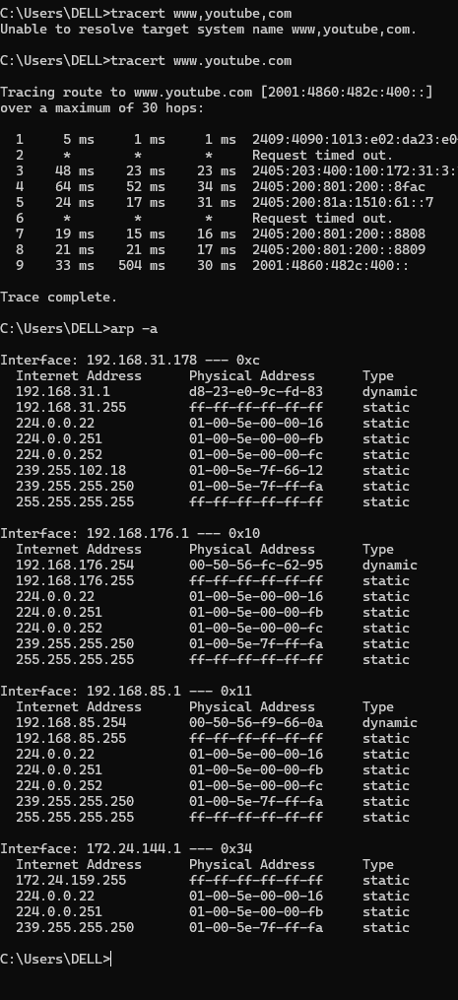 C:\Users\DELL>tracert www,youtube,com
Unable to resolve target system name www,youtube,com.
C:\Users\DELL>tracert www.youtube.com
Tracing route to www.youtube.com [2001:4860:482c:400::]
over a maximum of 30 hops:
1 5 ms 1 ms 1 ms 2409:4090:1013:e02:da23:e0
2 * * * Request timed out.
3 48 ms 23 ms 23 ms 2405:203:400:100:172:31:3:
4 64 ms 52 ms 34 ms 2405:200:801:200::8fac
5 24 ms 17 ms 31 ms 2405:200:81a:1510:61::7
6 * * * Request timed out.
7 19 ms 15 ms 16 ms 2405:200:801:200::8808
8 21 ms 21 ms 17 ms 2405:200:801:200::8809
9 33 ms 504 ms 30 ms 2001:4860:482c:400::
Trace complete.
C:\Users\DELL>arp -a
Interface: 192.168.31.178 --- 0xc
Internet Address Physical Address Type
192.168.31.1 d8-23-e0-9c-fd-83 dynamic
192.168.31.255 ff-ff-ff-ff-ff-ff static
224.0.0.22 01-00-5e-00-00-16 static
224.0.0.251 01-00-5e-00-00-fb static
224.0.0.252 01-00-5e-00-00-fc static
239.255.102.18 01-00-5e-7f-66-12 static
239.255.255.250 01-00-5e-7f-ff-fa static
255.255.255.255 ff-ff-ff-ff-ff-ff static
Interface: 192.168.176.1 --- 0x10
Internet Address Physical Address Type
192.168.176.254 00-50-56-fc-62-95 dynamic
192.168.176.255 ff-ff-ff-ff-ff-ff static
224.0.0.22 01-00-5e-00-00-16 static
224.0.0.251 01-00-5e-00-00-fb static
224.0.0.252 01-00-5e-00-00-fc static
239.255.255.250 01-00-5e-7f-ff-fa static
255.255.255.255 ff-ff-ff-ff-ff-ff static
Interface: 192.168.85.1 --- 0x11
Internet Address Physical Address Type
192.168.85.254 00-50-56-f9-66-0a dynamic
192.168.85.255 ff-ff-ff-ff-ff-ff static
224.0.0.22 01-00-5e-00-00-16 static
224.0.0.251 01-00-5e-00-00-fb static
224.0.0.252 01-00-5e-00-00-fc static
239.255.255.250 01-00-5e-7f-ff-fa static
255.255.255.255 ff-ff-ff-ff-ff-ff static
Interface: 172.24.144.1 --- 0x34
Internet Address Physical Address Type
172.24.159.255 ff-ff-ff-ff-ff-ff static
224.0.0.22 01-00-5e-00-00-16 static
224.0.0.251 01-00-5e-00-00-fb static
239.255.255.250 01-00-5e-7f-ff-fa static
C:\Users\DELL>